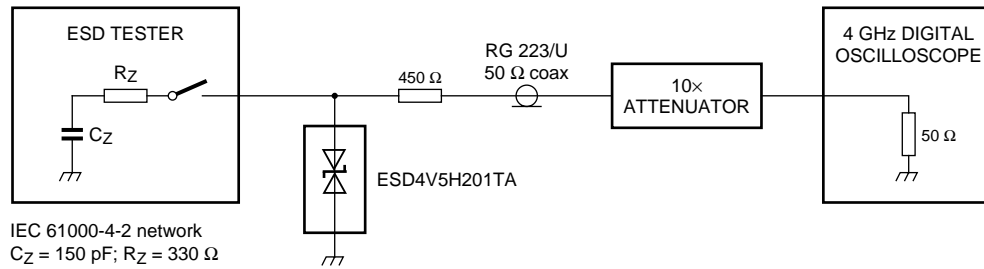 ESD TESTER
RZ
CZ
450 Ω
RG 223/U
50 Ω coax
10×
ATTENUATOR
4 GHz DIGITAL
OSCILLOSCOPE
50 Ω
ESD4V5H201TA
IEC 61000-4-2 network
CZ = 150 pF; RZ = 330 Ω